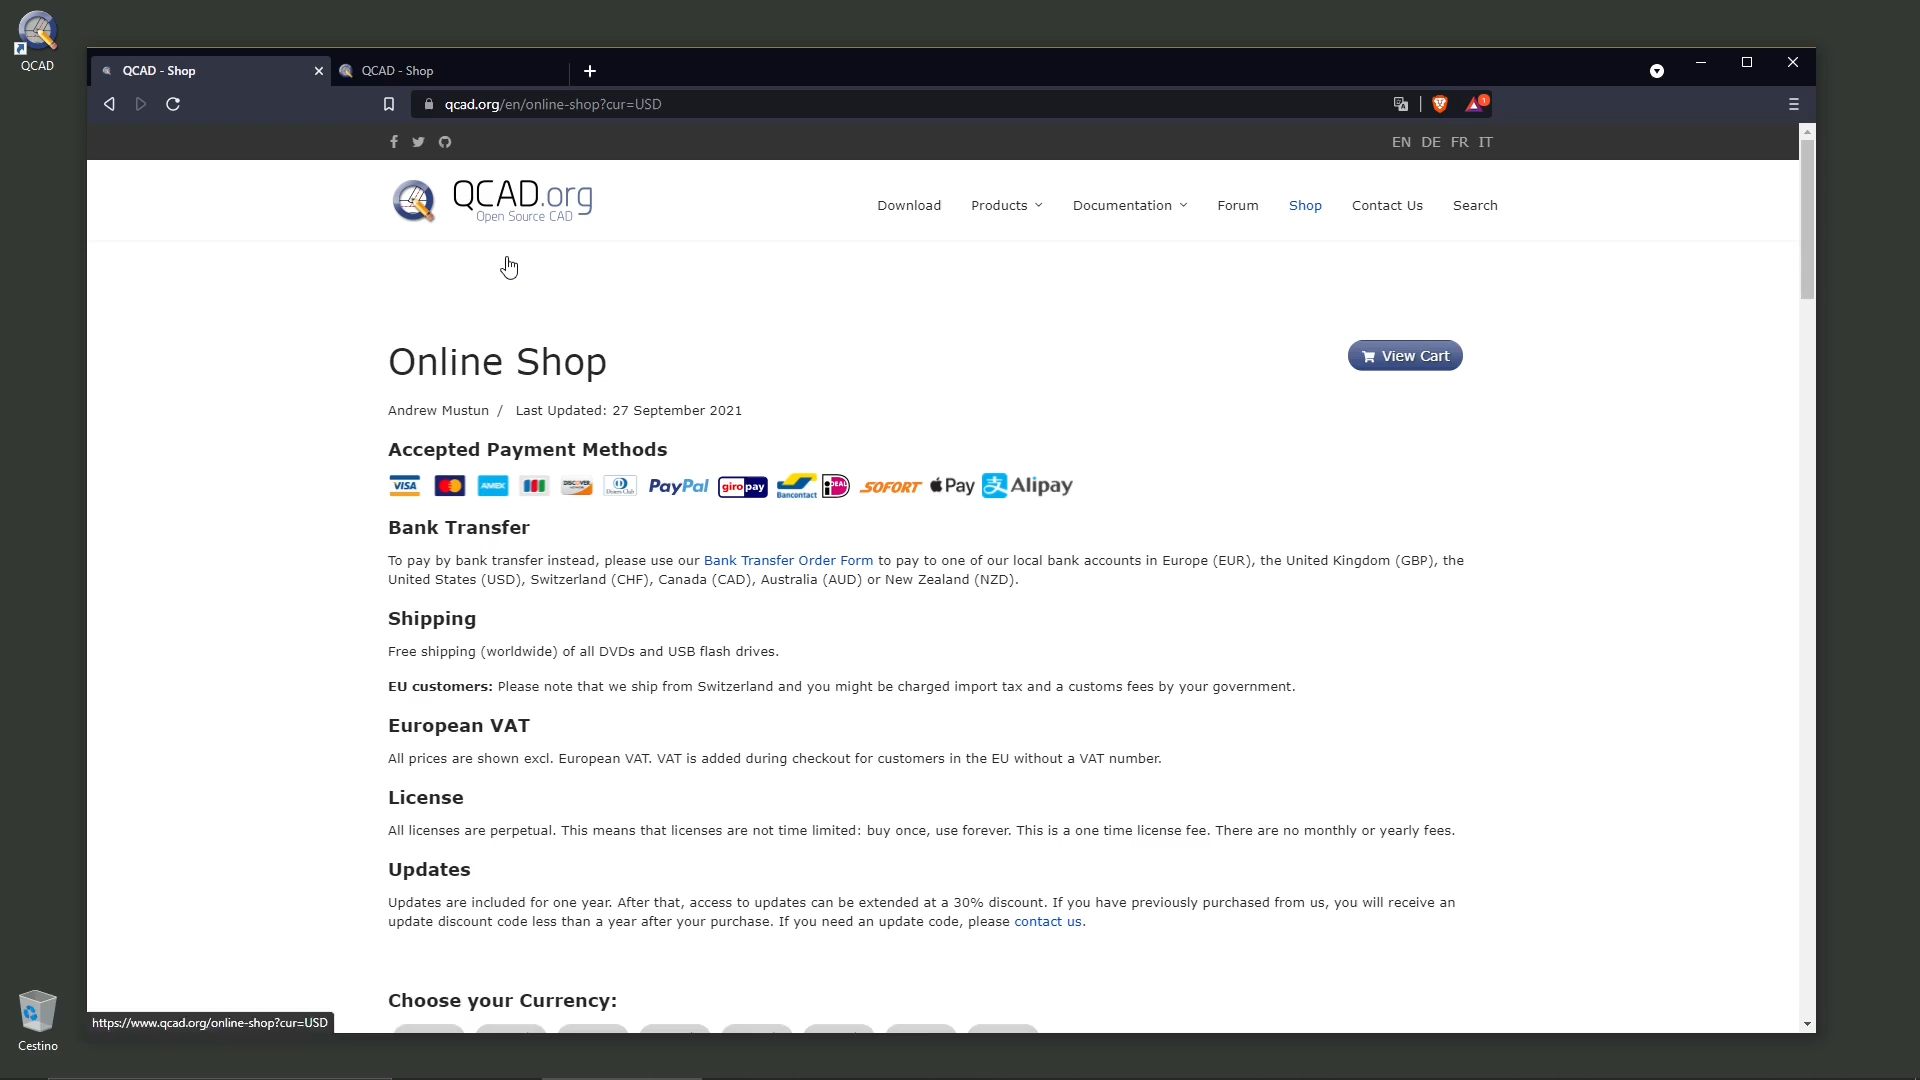 QCAD
QCAD - Shop
QCAD - Shop
qcad.org/en/online-shop?cur=USD
1
EN DE FR IT
QCAD.org
Open Source CAD
Download Products Documentation Forum Shop Contact Us Search
Online Shop
View Cart
Andrew Mustun / Last Updated: 27 September 2021
Accepted Payment Methods
VISA AMEX DISCOVER Diners Club PayPal giropay Bancontact iDEAL SOFORT Pay 支 Alipay
Bank Transfer
To pay by bank transfer instead, please use our Bank Transfer Order Form to pay to one of our local bank accounts in Europe (EUR), the United Kingdom (GBP), the
United States (USD), Switzerland (CHF), Canada (CAD), Australia (AUD) or New Zealand (NZD).
Shipping
Free shipping (worldwide) of all DVDs and USB flash drives.
EU customers: Please note that we ship from Switzerland and you might be charged import tax and a customs fees by your government.
European VAT
All prices are shown excl. European VAT. VAT is added during checkout for customers in the EU without a VAT number.
License
All licenses are perpetual. This means that licenses are not time limited: buy once, use forever. This is a one time license fee. There are no monthly or yearly fees.
Updates
Updates are included for one year. After that, access to updates can be extended at a 30% discount. If you have previously purchased from us, you will receive an
update discount code less than a year after your purchase. If you need an update code, please contact us.
Choose your Currency:
https://www.qcad.org/online-shop?cur=USD
Cestino